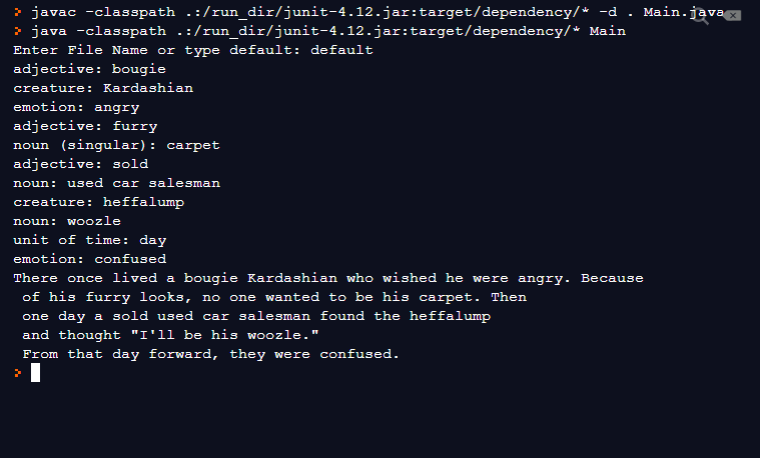 > javac -classpath .:/run_dir/junit-4.12.jar:target/dependency/* -d . Main.java
> java -classpath .:/run_dir/junit-4.12.jar:target/dependency/* Main
Enter File Name or type default: default
adjective: bougie
creature: Kardashian
emotion: angry
adjective: furry
noun (singular): carpet
adjective: sold
noun: used car salesman
creature: heffalump
noun: woozle
unit of time: day
emotion: confused
There once lived a bougie Kardashian who wished he were angry. Because
 of his furry looks, no one wanted to be his carpet. Then
 one day a sold used car salesman found the heffalump
 and thought "I'll be his woozle."
 From that day forward, they were confused.
>